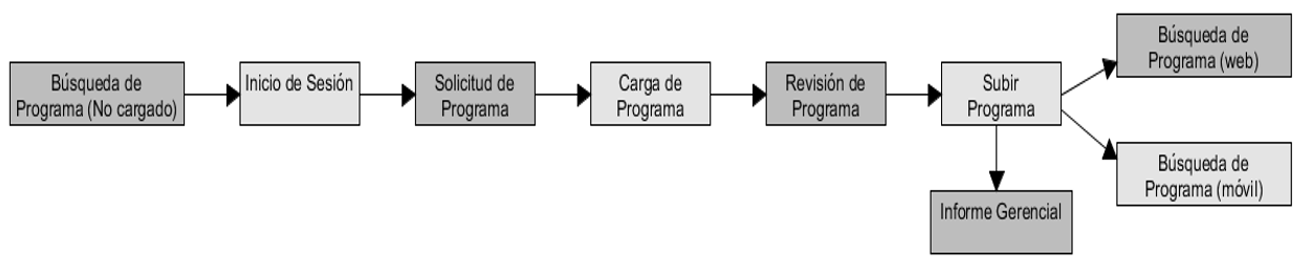 Búsqueda de
Programa (No cargado)
Inicio de Sesión
Solicitud de
Programa
Carga de
Programa
Revisión de
Programa
Subir
Programa
Búsqueda de
Programa (web)
Búsqueda de
Programa (móvil)
Informe Gerencial